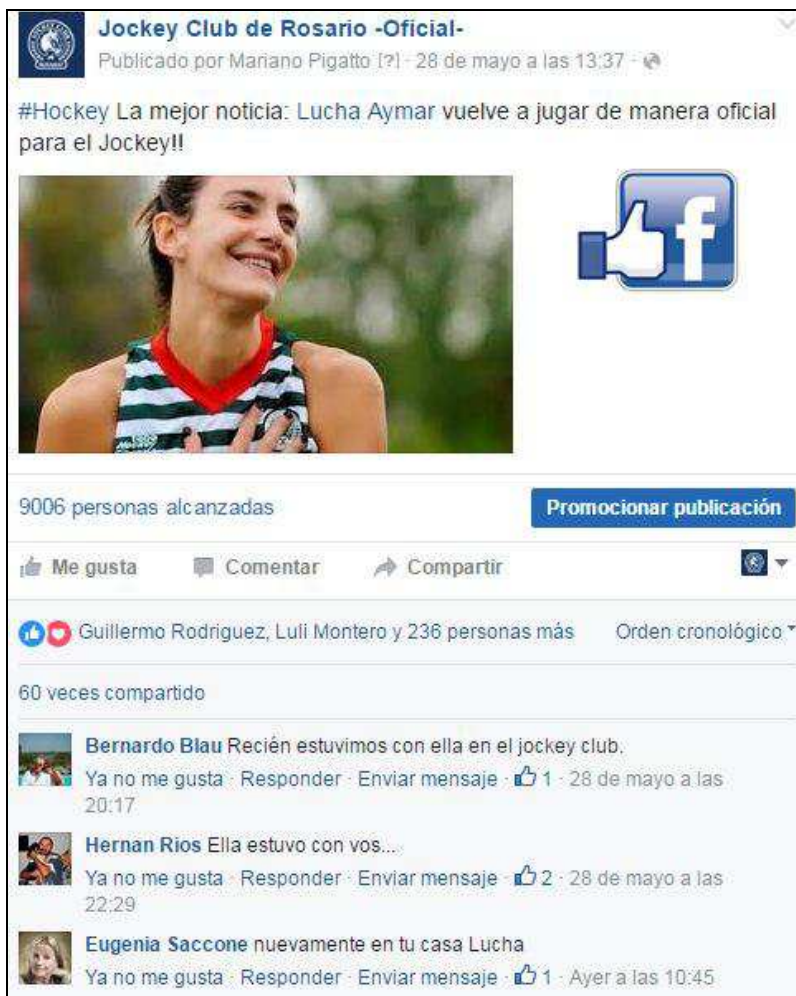 Jockey Club de Rosario -Oficial-
Publicado por Mariano Pigatto [?] · 28 de mayo a las 13:37 ·
#Hockey La mejor noticia: Lucha Aymar vuelve a jugar de manera oficial
para el Jockey!!
f
9006 personas alcanzadas
Promocionar publicación
Me gusta Comentar Compartir
Guillermo Rodriguez, Luli Montero y 236 personas más Orden cronológico
60 veces compartido
Bernardo Blau Recién estuvimos con ella en el jockey club.
Ya no me gusta · Responder · Enviar mensaje · 1 · 28 de mayo a las
20:17
Hernan Rios Ella estuvo con vos...
Ya no me gusta · Responder · Enviar mensaje · 2 · 28 de mayo a las
22:29
Eugenia Saccone nuevamente en tu casa Lucha
Ya no me gusta · Responder · Enviar mensaje · 1 · Ayer a las 10:45